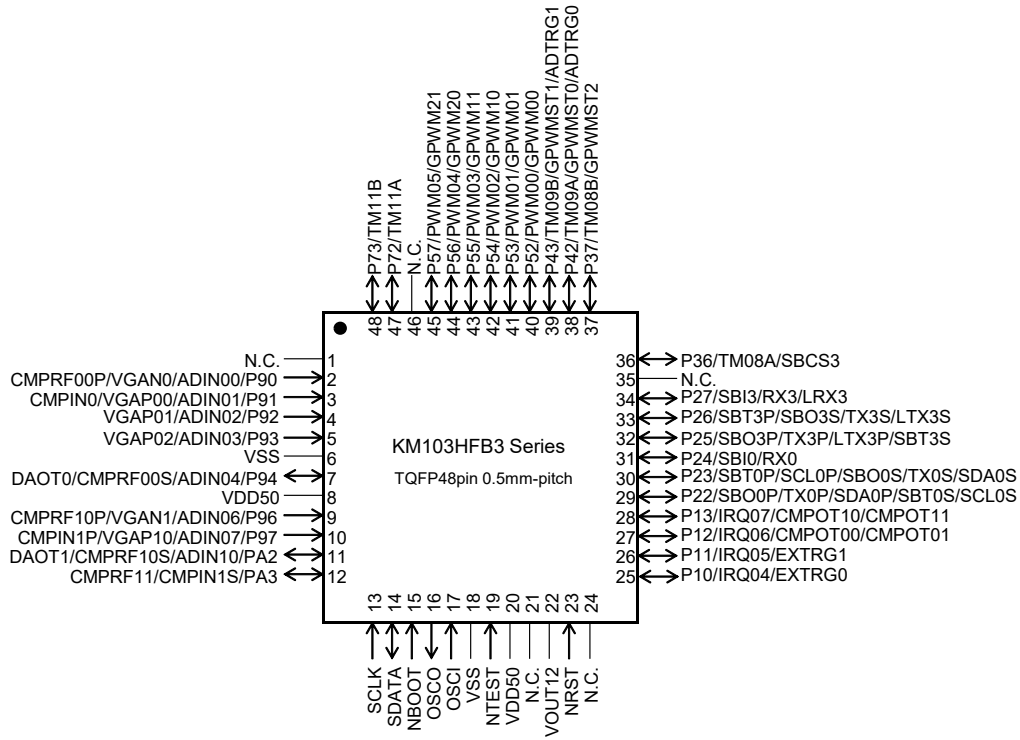 P73/TM11B
P72/TM11A
N.C.
P57/PWM05/GPWM21
P56/PWM04/GPWM20
P55/PWM03/GPWM11
P54/PWM02/GPWM10
P53/PWM01/GPWM01
P52/PWM00/GPWM00
P43/TM09B/GPWMST1/ADTRG1
P42/TM09A/GPWMST0/ADTRG0
P37/TM08B/GPWMST2
48 47 46 45 44 43 42 41 40 39 38 37
N.C. 1
CMPRF00P/VGAN0/ADIN00/P90 2
CMPIN0/VGAP00/ADIN01/P91 3
VGAP01/ADIN02/P92 4
VGAP02/ADIN03/P93 5
VSS 6
DAOT0/CMPRF00S/ADIN04/P94 7
VDD50 8
CMPRF10P/VGAN1/ADIN06/P96 9
CMPIN1P/VGAP10/ADIN07/P97 10
DAOT1/CMPRF10S/ADIN10/PA2 11
CMPRF11/CMPIN1S/PA3 12
KM103HFB3 Series
TQFP48pin 0.5mm-pitch
36 P36/TM08A/SBCS3
35 N.C.
34 P27/SBI3/RX3/LRX3
33 P26/SBT3P/SBO3S/TX3S/LTX3S
32 P25/SBO3P/TX3P/LTX3P/SBT3S
31 P24/SBI0/RX0
30 P23/SBT0P/SCL0P/SBO0S/TX0S/SDA0S
29 P22/SBO0P/TX0P/SDA0P/SBT0S/SCL0S
28 P13/IRQ07/CMPOT10/CMPOT11
27 P12/IRQ06/CMPOT00/CMPOT01
26 P11/IRQ05/EXTRG1
25 P10/IRQ04/EXTRG0
13 14 15 16 17 18 19 20 21 22 23 24
SCLK
SDATA
NBOOT
OSCO
OSCI
VSS
NTEST
VDD50
N.C.
VOUT12
NRST
N.C.